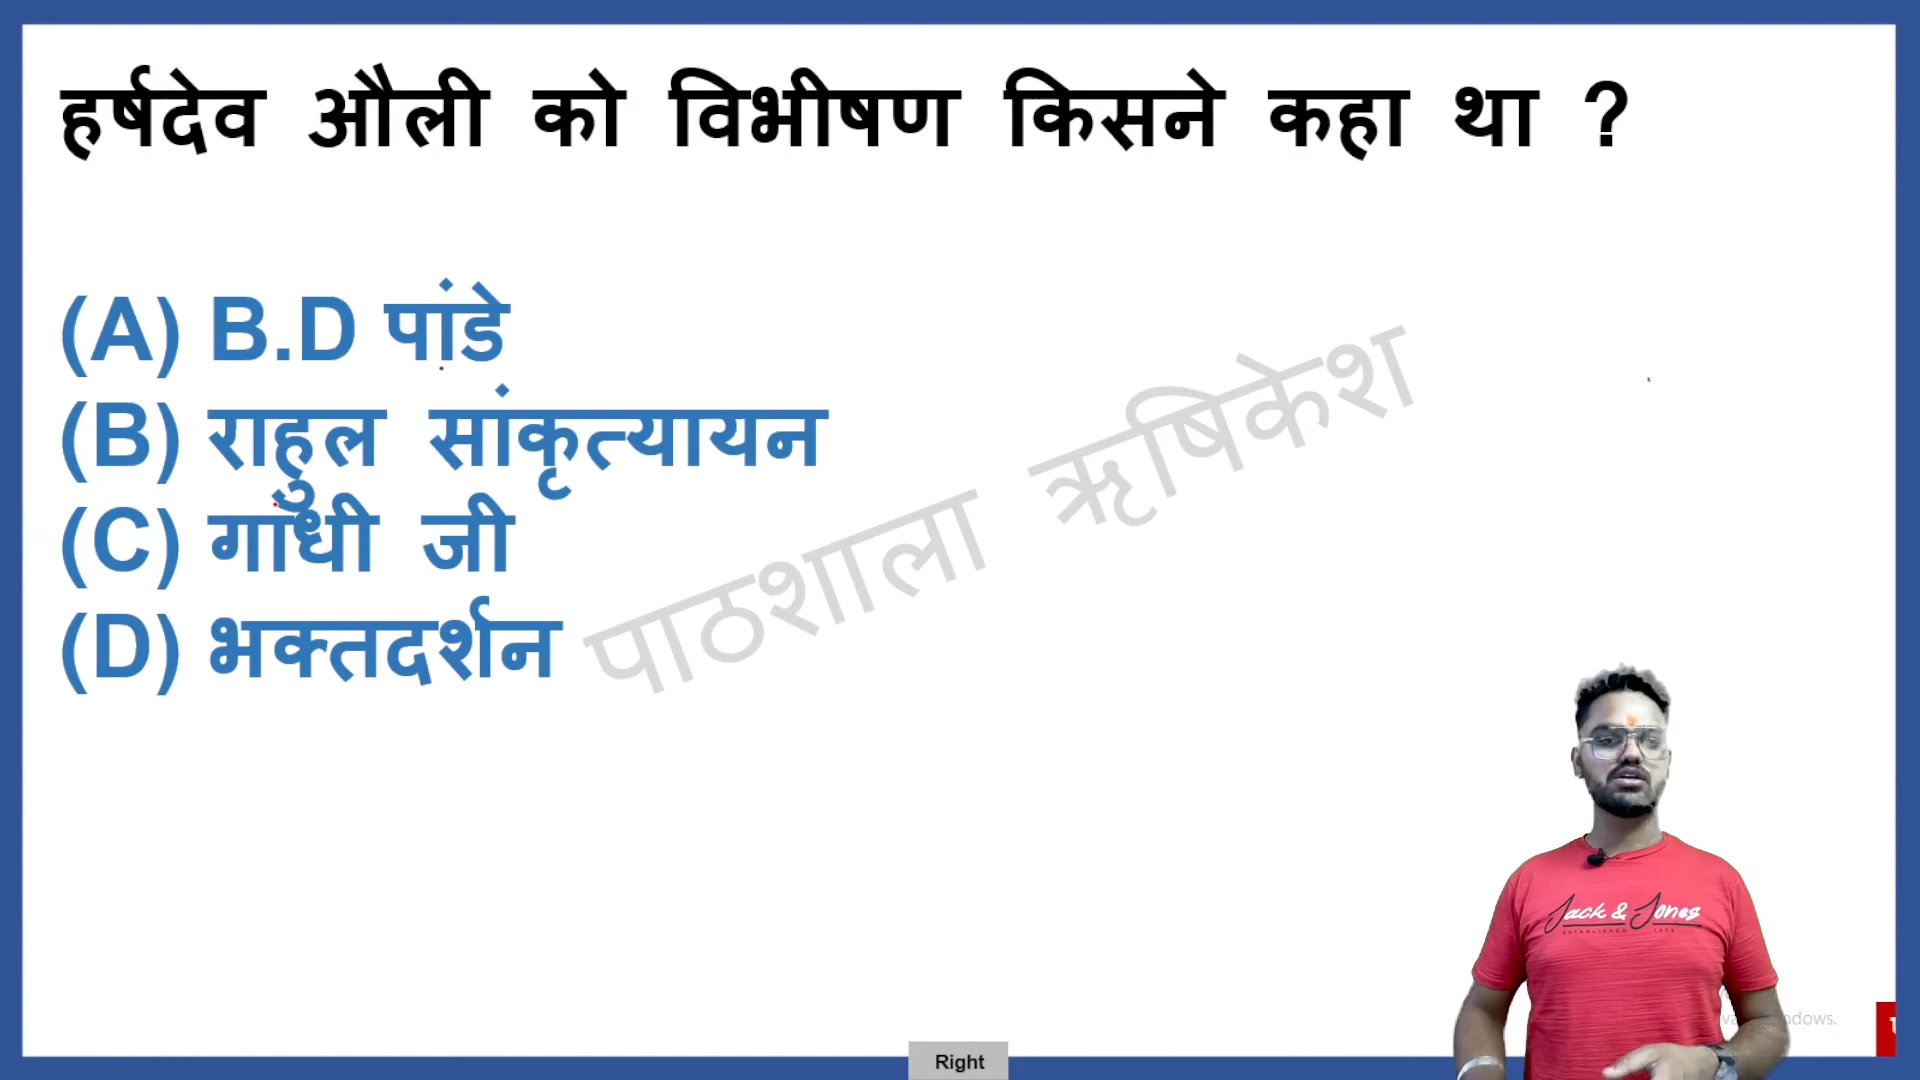 हर्षदेव औली को विभीषण किसने कहा था ?
(A) B.D पांडे
(B) राहुल सांकृत्यायन
(C) गांधी जी
(D) भक्तदर्शन
पाठशाला ऋषिकेश
Jack & Jones
Right